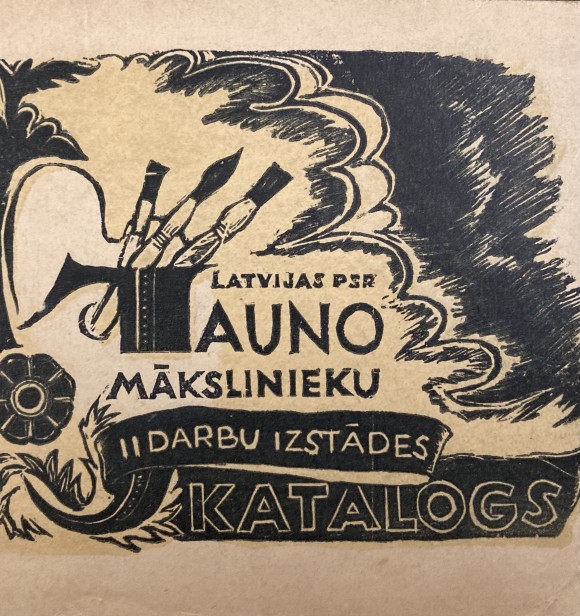 LATVIJAS PSR
JAUNO
MĀKSLINIEKU
II DARBU IZSTĀDES
KATALOGS